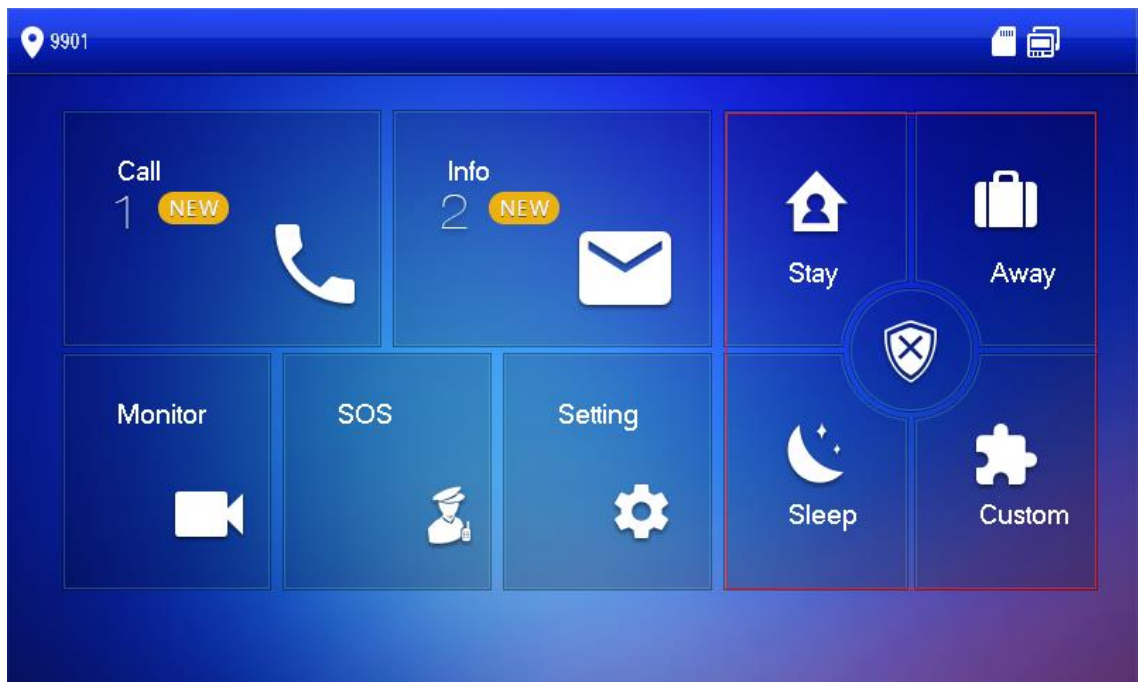 9901
Call
1 NEW
Info
2 NEW
Stay
Away
Monitor
SOS
Setting
Sleep
Custom